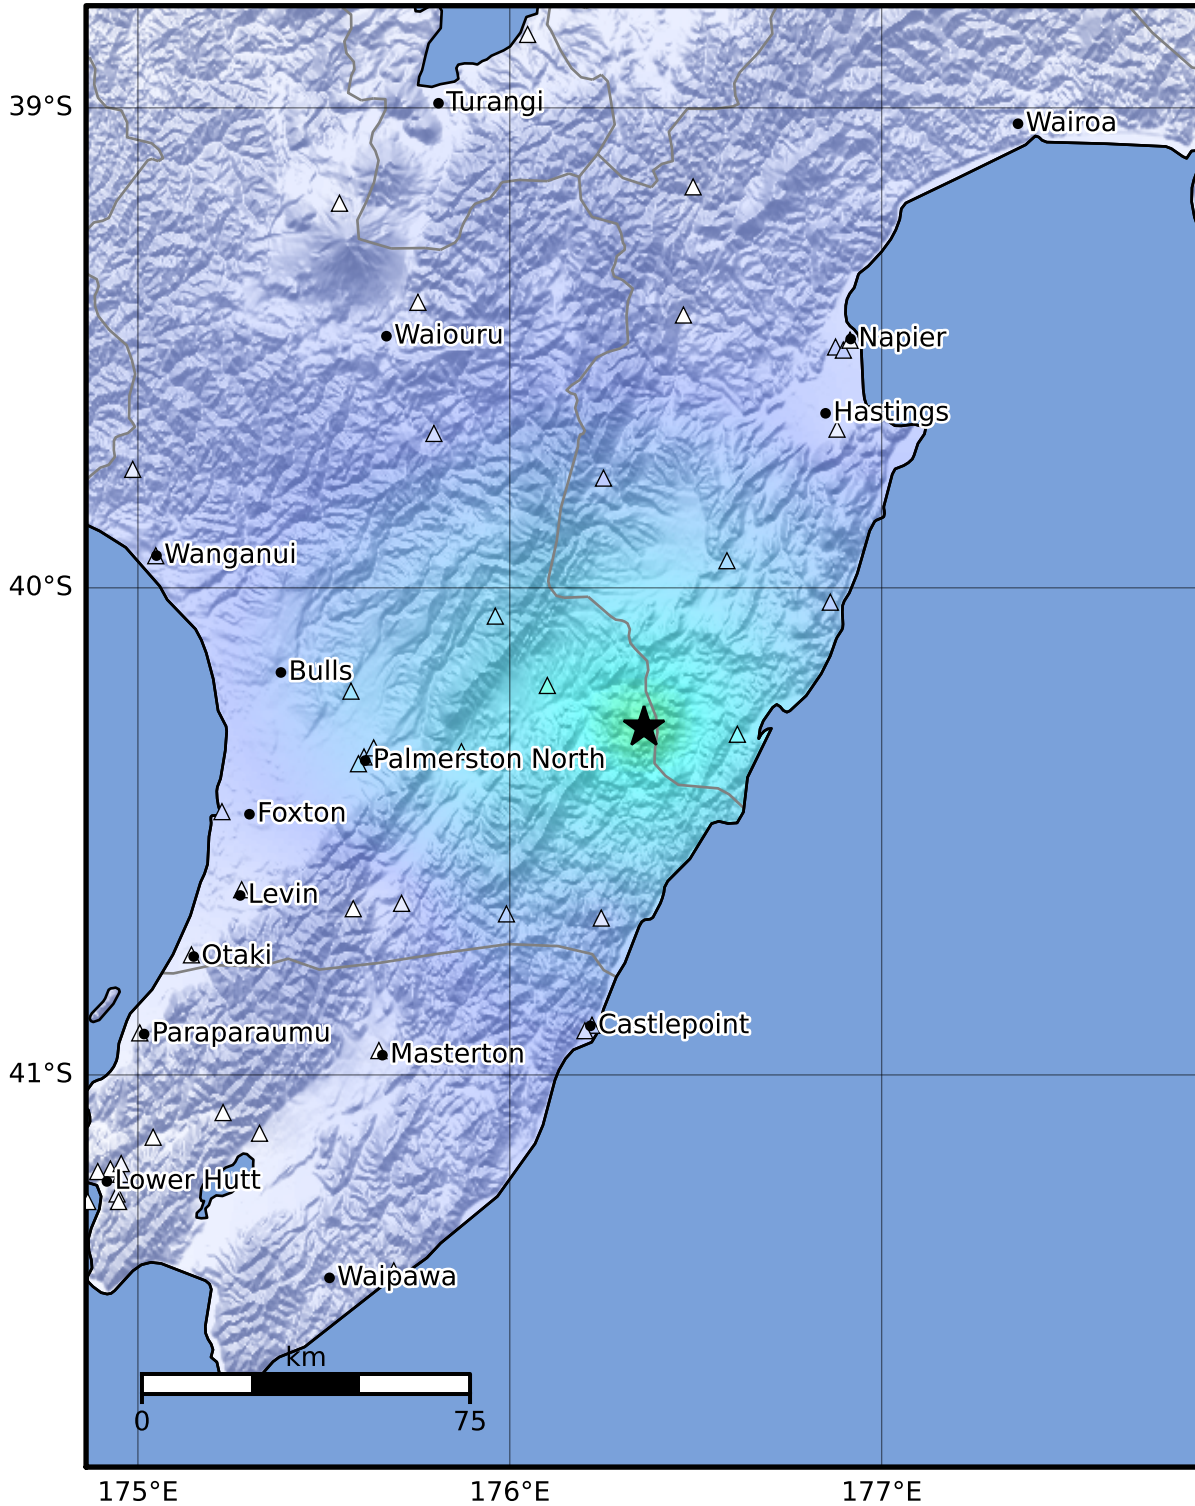 Turangi
39°S
Wairoa
Waiouru
Napier
Hastings
Wanganui
40°S
Bulls
Palmerston North
Foxton
Levin
Otaki
Castlepoint
Paraparaumu
Masterton
41°S
Lower Hutt
Waipawa
km
0 75
175°E 176°E 177°E